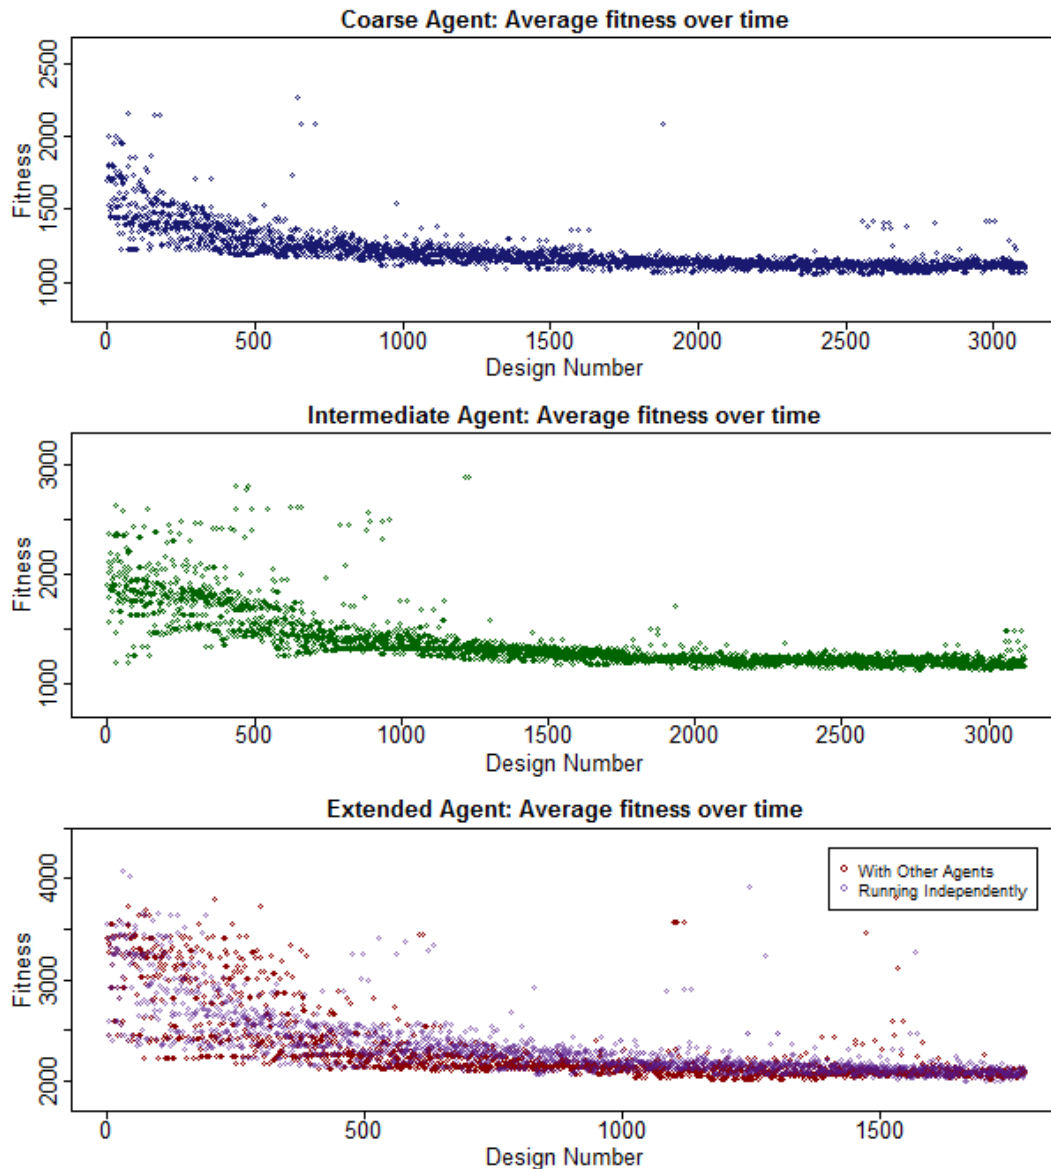 Coarse Agent: Average fitness over time
Fitness
2500
2000
1500
1000
0 500 1000 1500 2000 2500 3000
Design Number
Intermediate Agent: Average fitness over time
Fitness
3000
2000
1000
0 500 1000 1500 2000 2500 3000
Design Number
Extended Agent: Average fitness over time
Fitness
4000
3000
2000
With Other Agents
Running Independently
0 500 1000 1500
Design Number